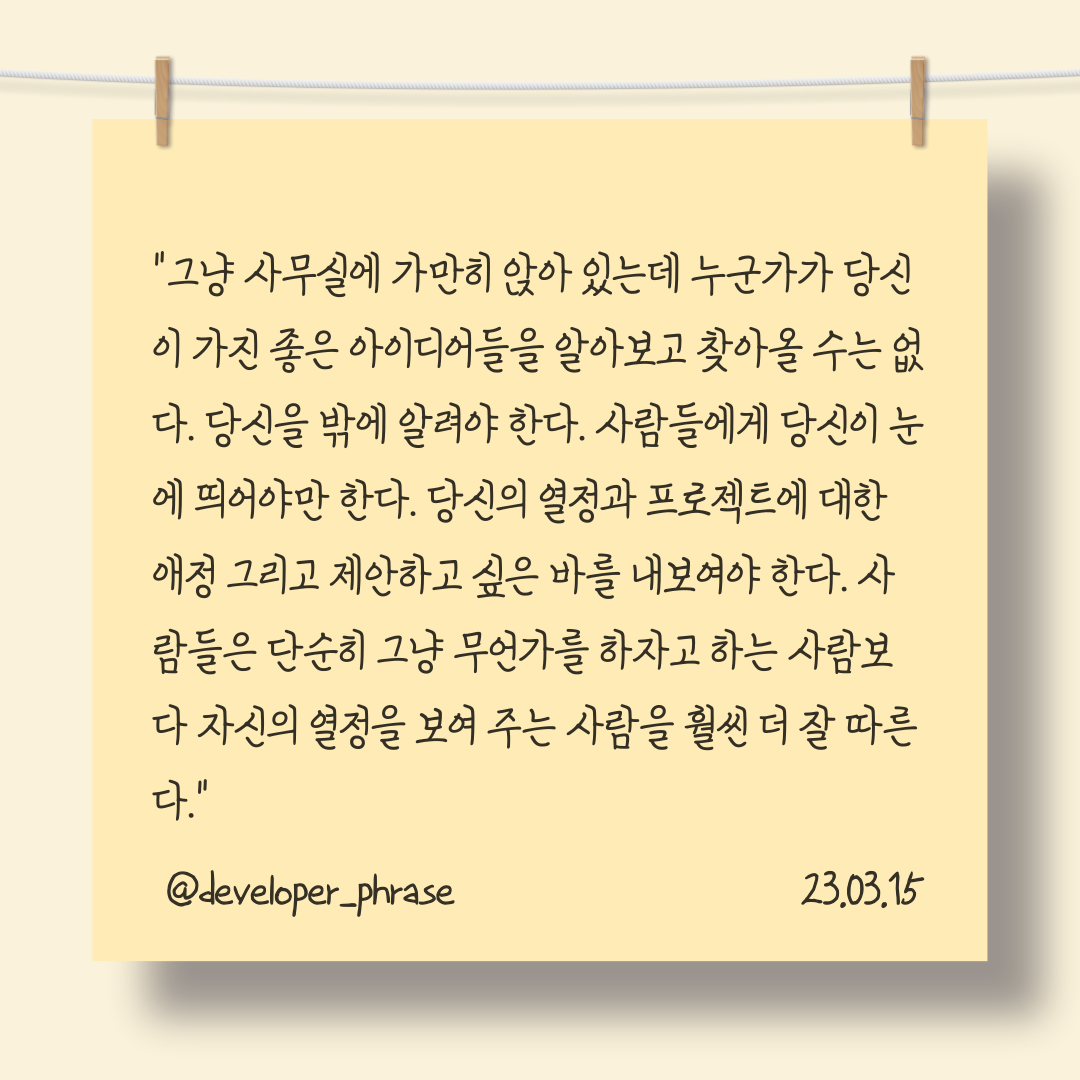 "그냥 사무실에 가만히 앉아 있는데 누군가가 당신
이 가진 좋은 아이디어들을 알아보고 찾아올 수는 없
다. 당신을 밖에 알려야 한다. 사람들에게 당신이 눈
에 띄어야만 한다. 당신의 열정과 프로젝트에 대한
애정 그리고 제안하고 싶은 바를 내보여야 한다. 사
람들은 단순히 그냥 무언가를 하자고 하는 사람보
다 자신의 열정을 보여 주는 사람을 훨씬 더 잘 따른
다."
@developer_phrase 23.03.15